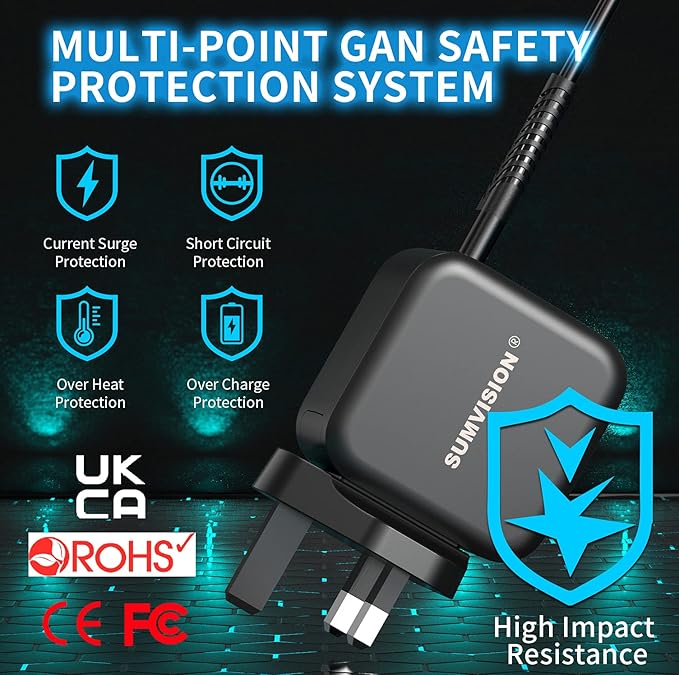 MULTI-POINT GAN SAFETY
PROTECTION SYSTEM
Current Surge
Protection
Short Circuit
Protection
Over Heat
Protection
Over Charge
Protection
SUMVISION ®
UK
CA
ROHS
CE FC
High Impact
Resistance